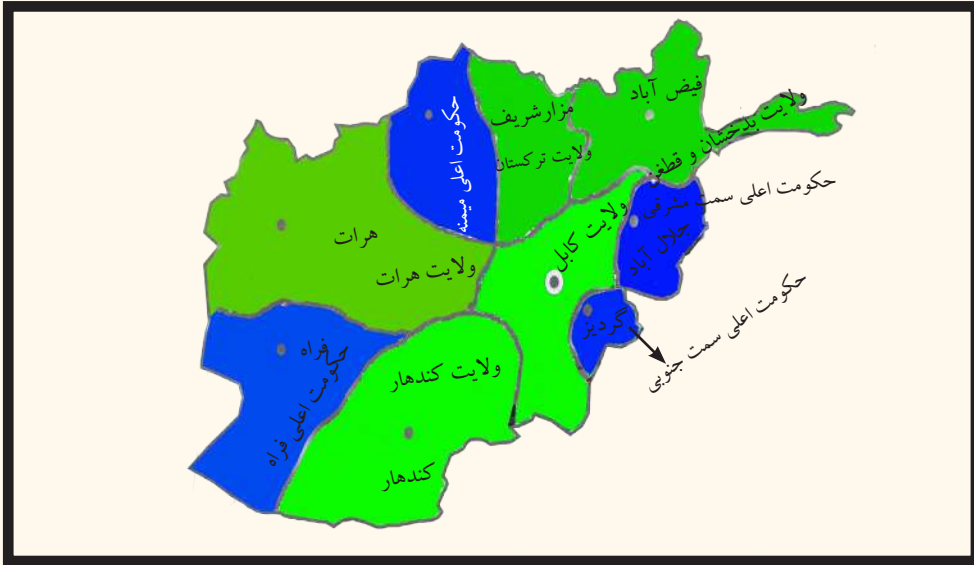 فیض آباد
ولایت بدخشان و قطغن
مزارشریف
ولایت ترکستان
حکومت اعلی میمنه
حکومت اعلی سمت مشرقی
جلال آباد
ولایت کابل
هرات
ولایت هرات
گردیز
حکومت اعلی سمت جنوبی
فراه
حکومت اعلی فراه
ولایت کندهار
کندهار